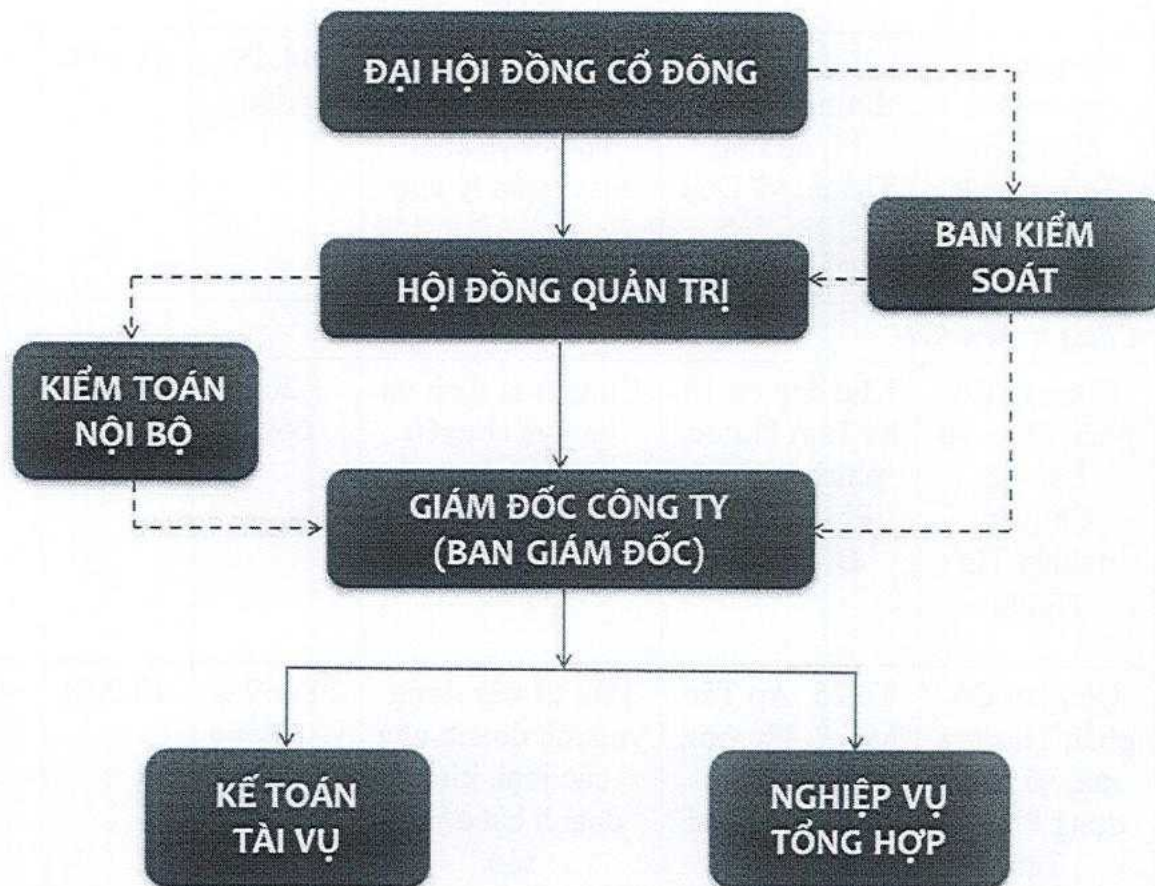 ĐẠI HỘI ĐỒNG CỔ ĐÔNG
BAN KIỂM
SOÁT
HỘI ĐỒNG QUẢN TRỊ
KIỂM TOÁN
NỘI BỘ
GIÁM ĐỐC CÔNG TY
(BAN GIÁM ĐỐC)
KẾ TOÁN
TÀI VỤ
NGHIỆP VỤ
TỔNG HỢP